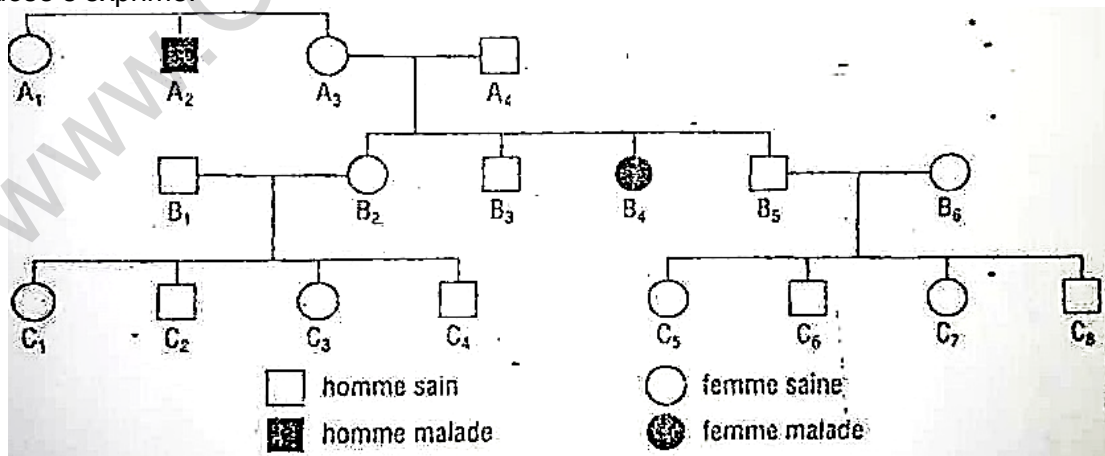 A₁ A₂ A₃ A₄
B₁ B₂ B₃ B₄ B₅ B₆
C₁ C₂ C₃ C₄ C₅ C₆ C₇ C₈
homme sain femme saine
homme malade femme malade